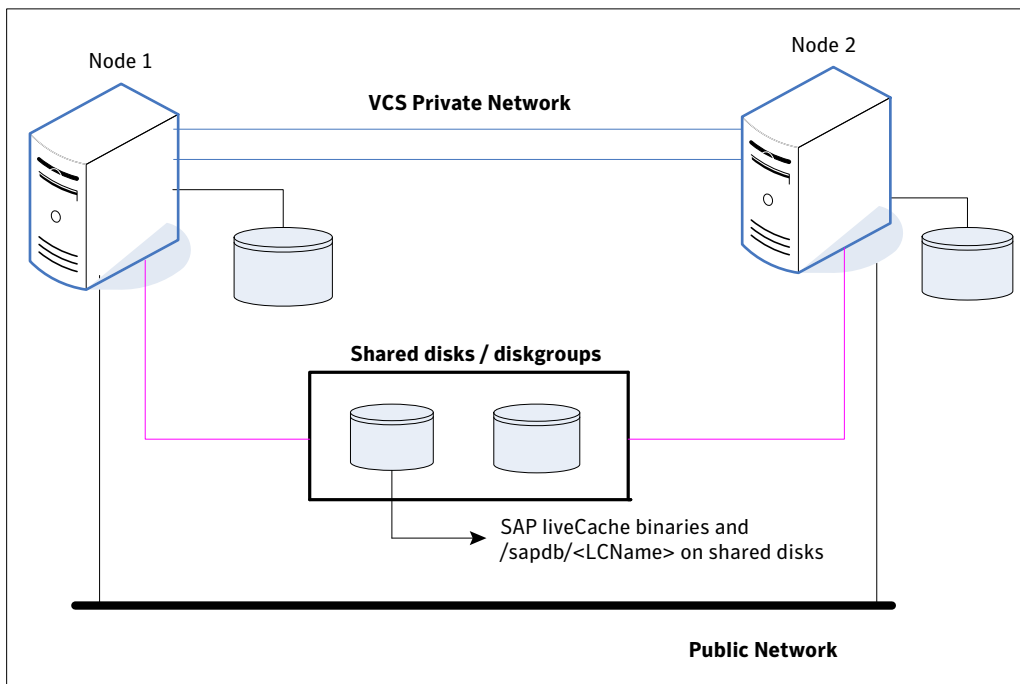 Node 1
Node 2
VCS Private Network
Shared disks / diskgroups
SAP liveCache binaries and
/sapdb/<LCName> on shared disks
Public Network